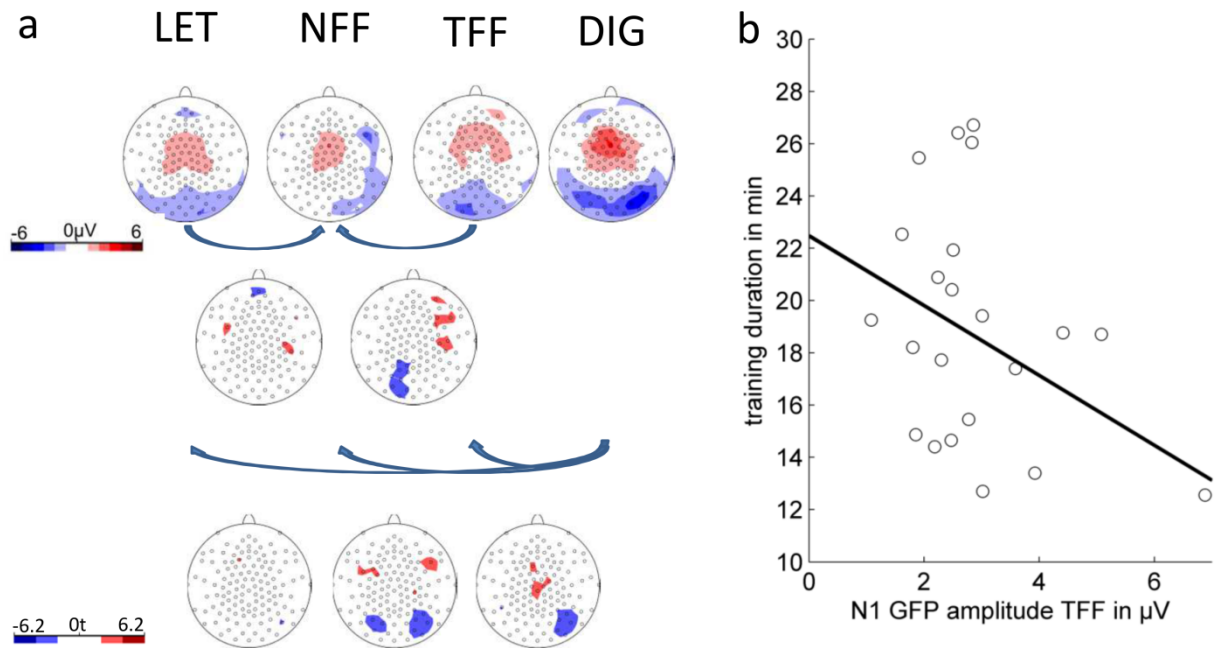 a LET NFF TFF DIG
-6 0µV 6
-6.2 0t 6.2
b
training duration in min
30
28
26
24
22
20
18
16
14
12
10
0 2 4 6
N1 GFP amplitude TFF in µV